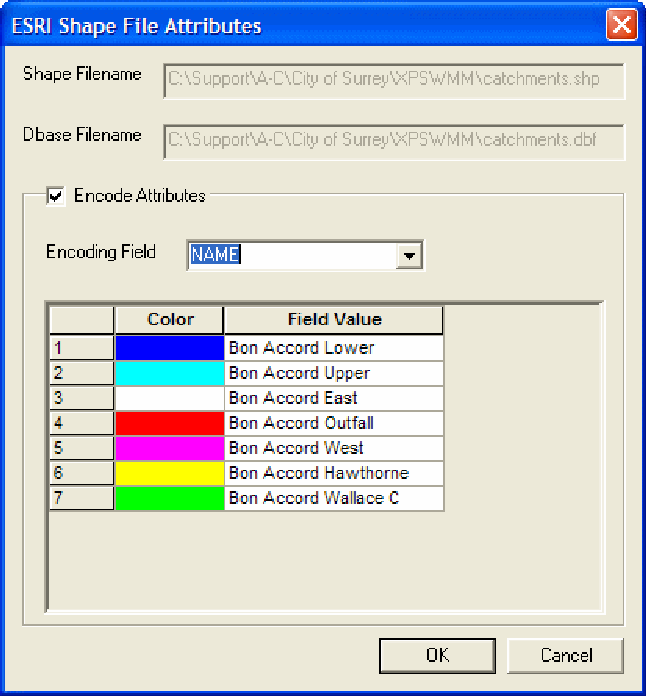 ESRI Shape File Attributes
Shape Filename C:\Support\A-C\City of Surrey\XPSWMM\catchments.shp
Dbase Filename C:\Support\A-C\City of Surrey\XPSWMM\catchments.dbf
Encode Attributes
Encoding Field NAME
Color Field Value
1 Bon Accord Lower
2 Bon Accord Upper
3 Bon Accord East
4 Bon Accord Outfall
5 Bon Accord West
6 Bon Accord Hawthorne
7 Bon Accord Wallace C
OK Cancel